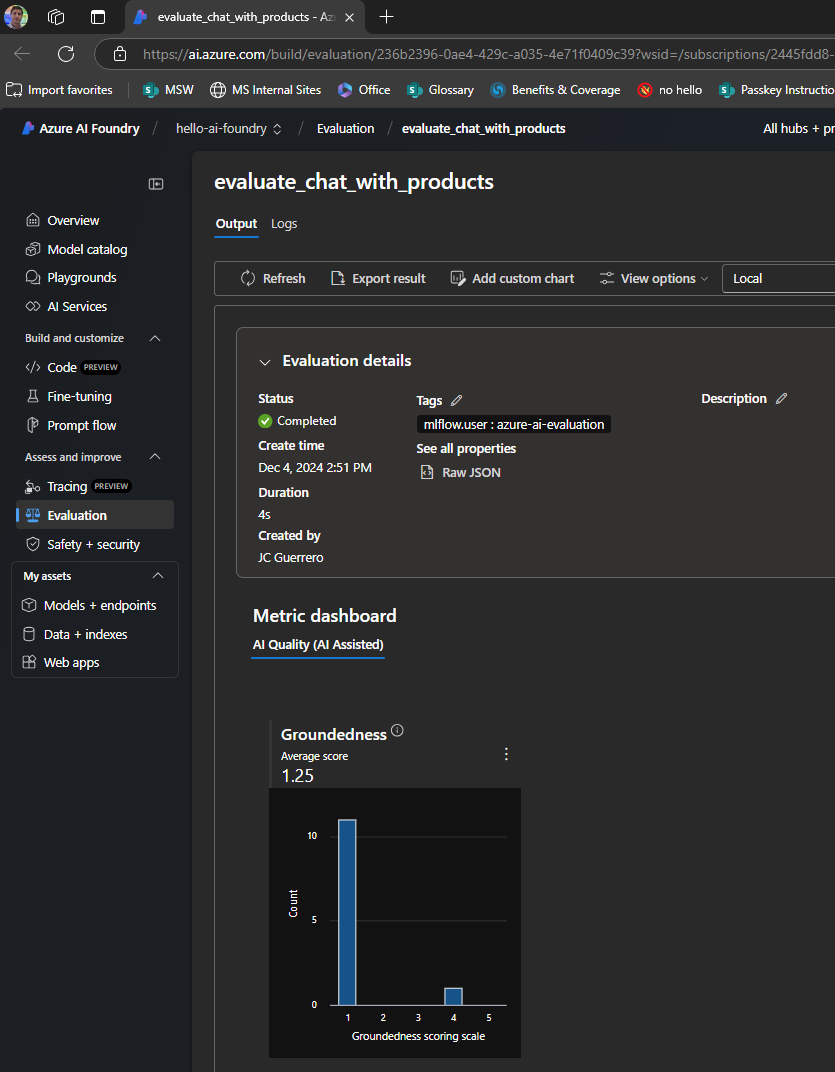 evaluate_chat_with_products - Az
https://ai.azure.com/build/evaluation/236b2396-0ae4-429c-a035-4e71f0409c39?wsid=/subscriptions/2445fdd8-
Import favorites
MSW
MS Internal Sites
Office
Glossary
Benefits & Coverage
no hello
Passkey Instructio
Azure AI Foundry / hello-ai-foundry / Evaluation / evaluate_chat_with_products
All hubs + pr
evaluate_chat_with_products
Output Logs
Refresh
Export result
Add custom chart
View options
Local
Overview
Model catalog
Playgrounds
AI Services
Build and customize
Code PREVIEW
Fine-tuning
Prompt flow
Assess and improve
Tracing PREVIEW
Evaluation
Safety + security
My assets
Models + endpoints
Data + indexes
Web apps
Evaluation details
Status
Completed
Create time
Dec 4, 2024 2:51 PM
Duration
4s
Created by
JC Guerrero
Tags
mlflow.user : azure-ai-evaluation
See all properties
Raw JSON
Description
Metric dashboard
AI Quality (AI Assisted)
Groundedness
Average score
1.25
10
5
0
Count
1 2 3 4 5
Groundedness scoring scale